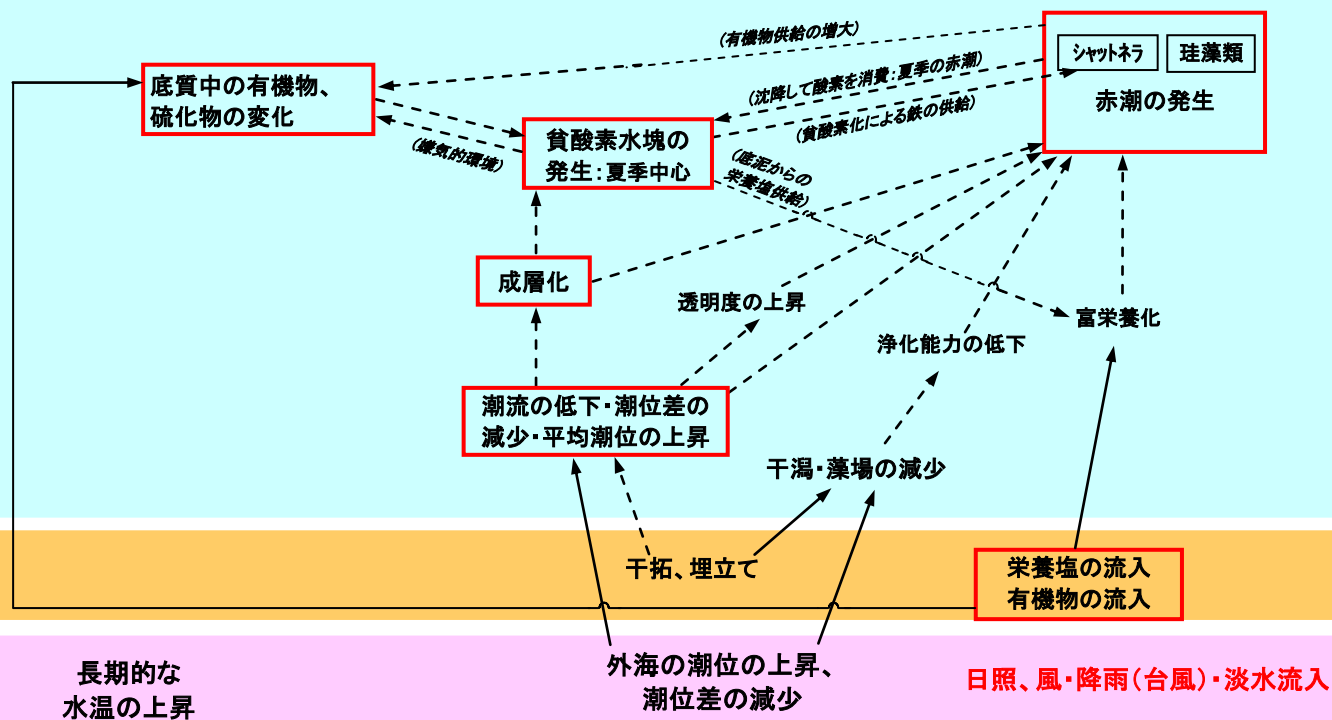 (有機物供給の増大)
シャットネラ
珪藻類
赤潮の発生
底質中の有機物、
硫化物の変化
(沈降して酸素を消費:夏季の赤潮)
(貧酸素化による鉄の供給)
(嫌気的環境)
貧酸素水塊の
発生:夏季中心
(底泥からの
栄養塩供給)
成層化
透明度の上昇
富栄養化
浄化能力の低下
潮流の低下・潮位差の
減少・平均潮位の上昇
干潟・藻場の減少
干拓、埋立て
栄養塩の流入
有機物の流入
長期的な
水温の上昇
外海の潮位の上昇、
潮位差の減少
日照、風・降雨(台風)・淡水流入